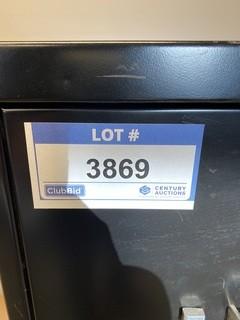 LOT #
3869
ClubBid
CENTURY
AUCTIONS